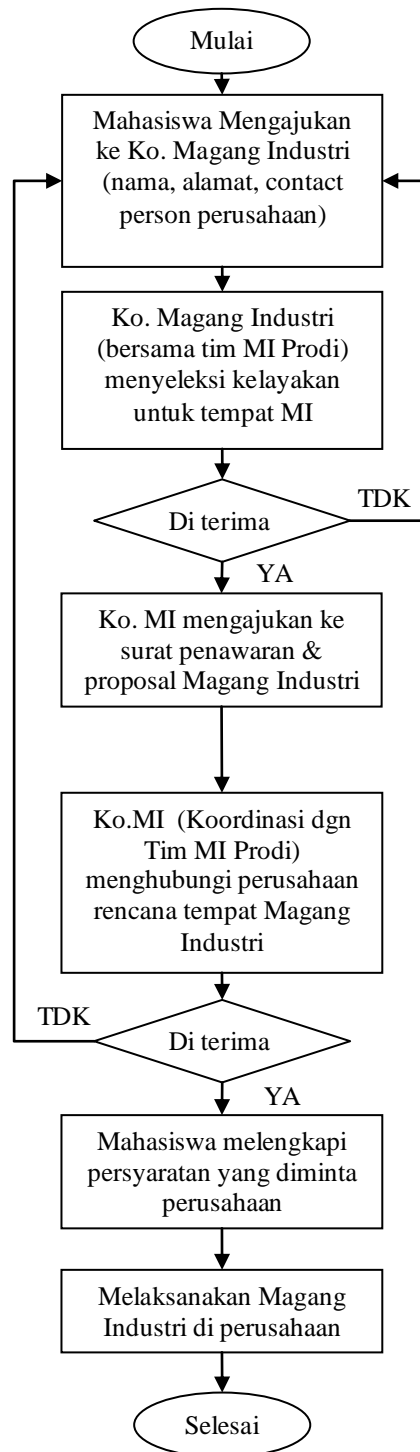 Mulai
Mahasiswa Mengajukan
ke Ko. Magang Industri
(nama, alamat, contact
person perusahaan)
Ko. Magang Industri
(bersama tim MI Prodi)
menyeleksi kelayakan
untuk tempat MI
Di terima
TDK
YA
Ko. MI mengajukan ke
surat penawaran &
proposal Magang Industri
Ko.MI (Koordinasi dgn
Tim MI Prodi)
menghubungi perusahaan
rencana tempat Magang
Industri
TDK
Di terima
YA
Mahasiswa melengkapi
persyaratan yang diminta
perusahaan
Melaksanakan Magang
Industri di perusahaan
Selesai